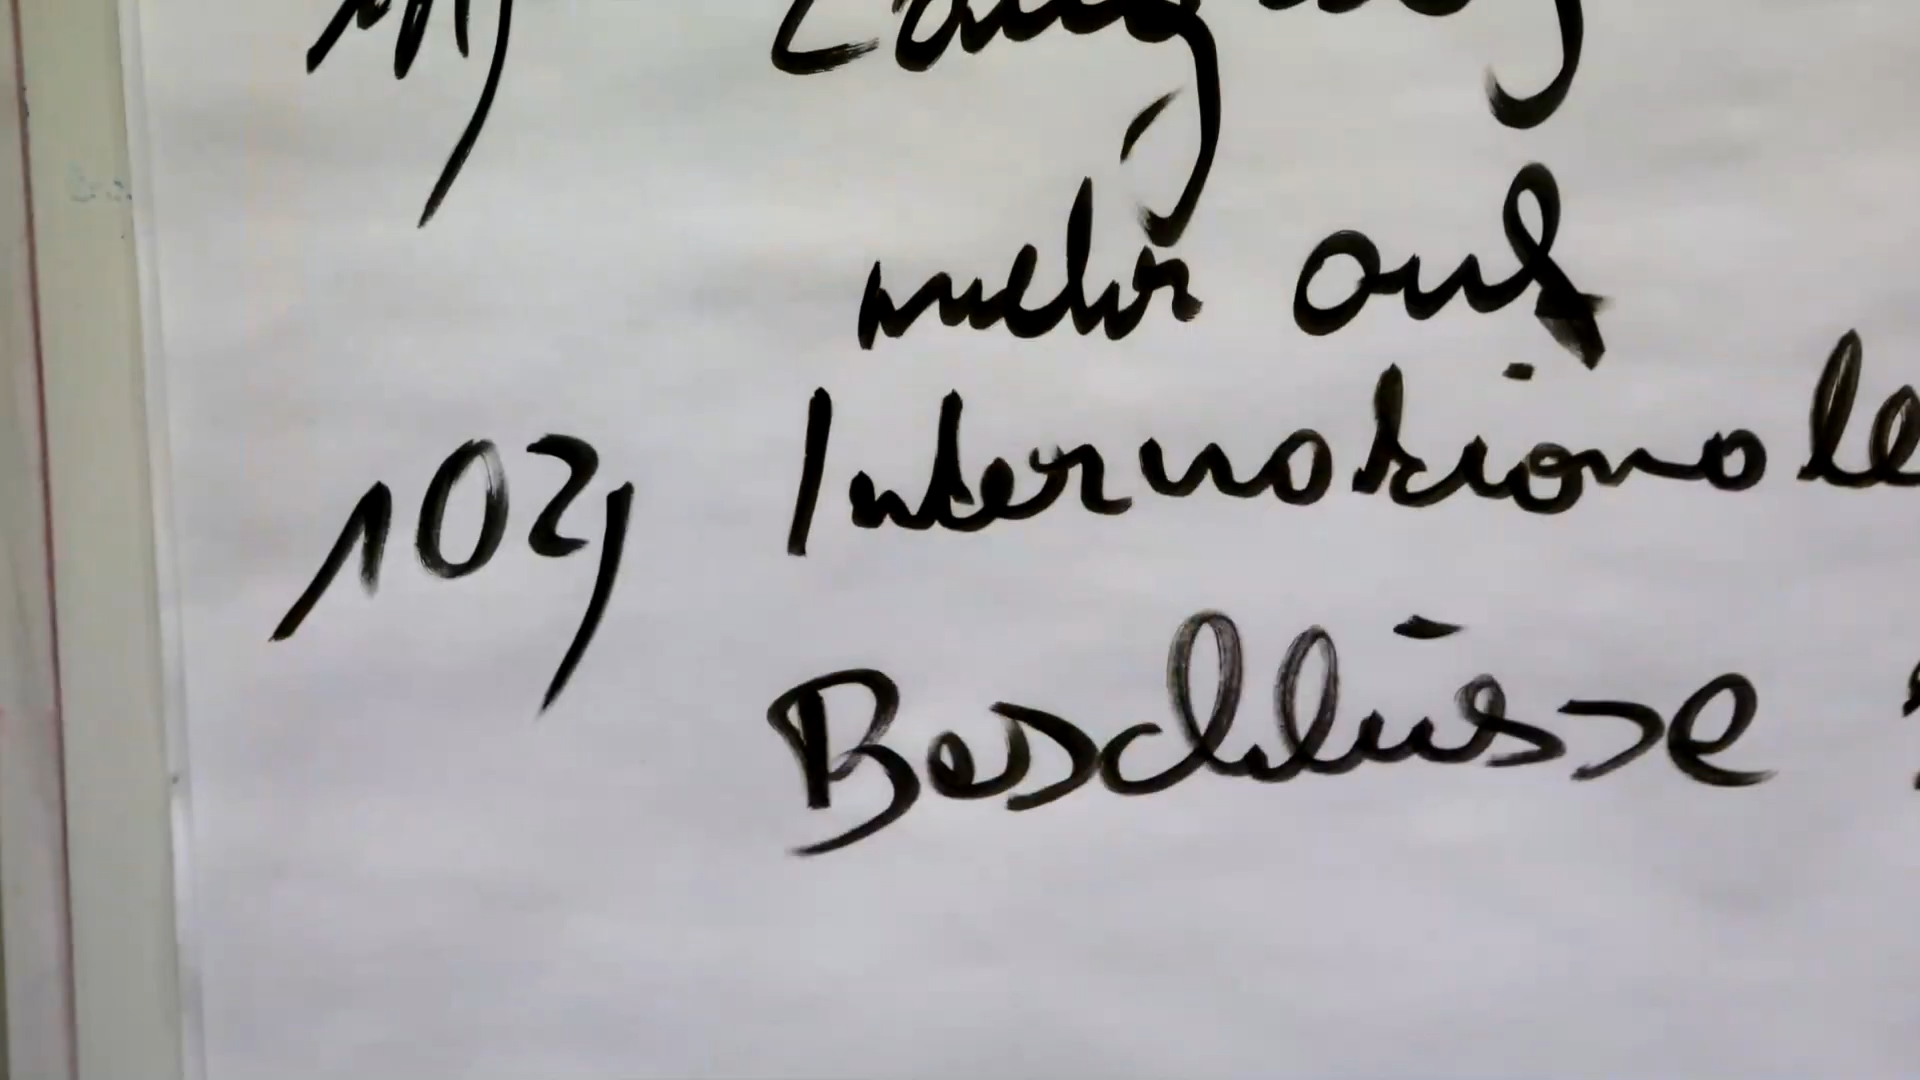 mehr auf
102) Internationale
Beschlüsse